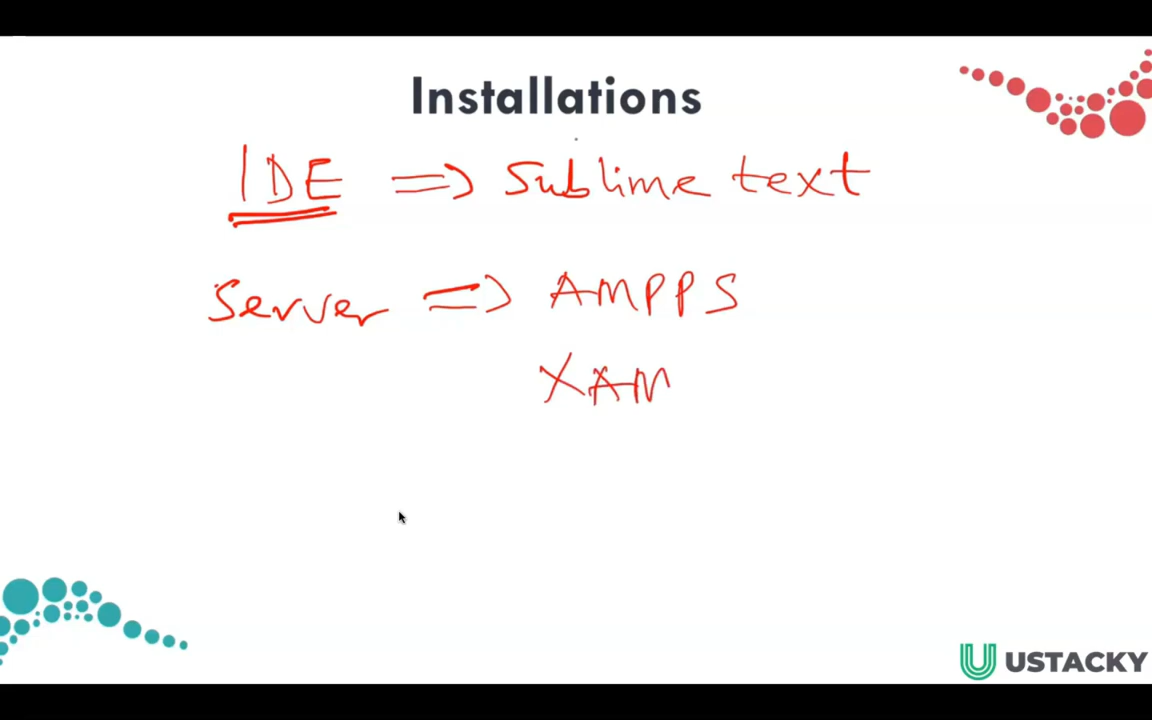 Installations
IDE => Sublime text
Server => AMPPS
XAM
USTACKY